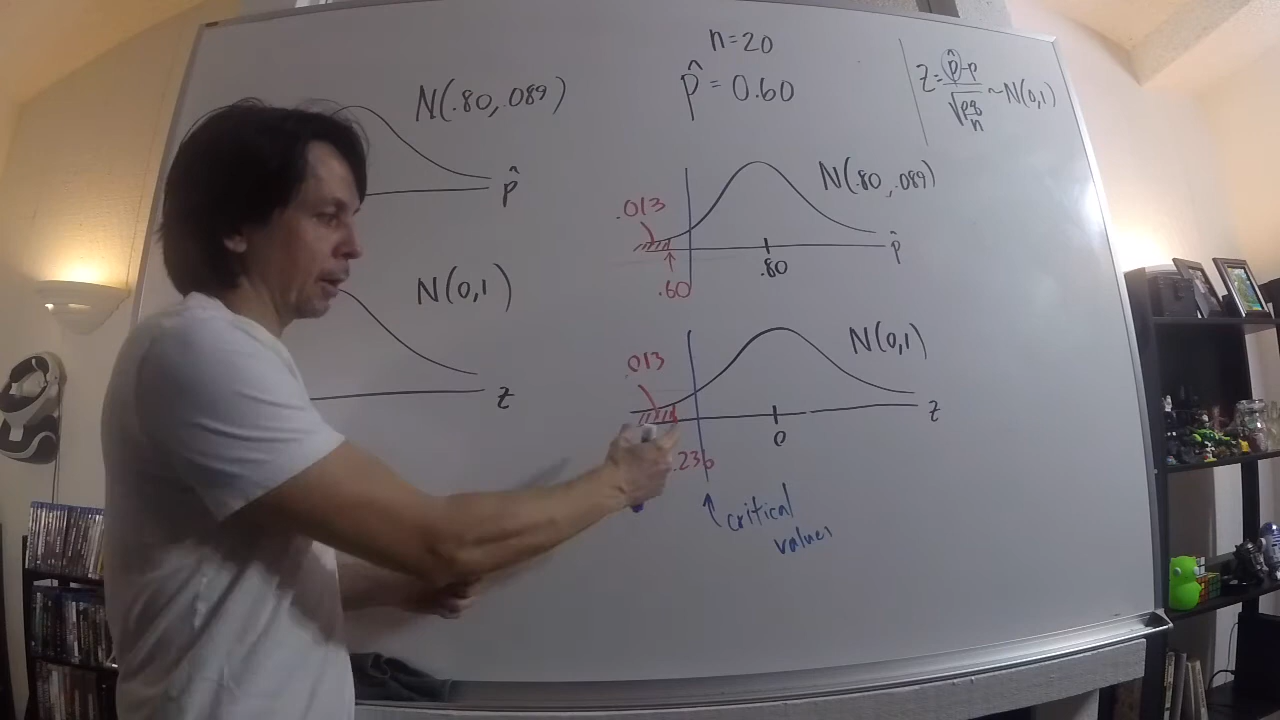 n=20
p̂ = 0.60
z = p̂-p / √pq/n ~ N(0,1)
N(.80,.089)
p̂
N(0,1)
z
.013
N(.80,.089)
p̂
.60
.80
.013
N(0,1)
z
0
.236
critical
values